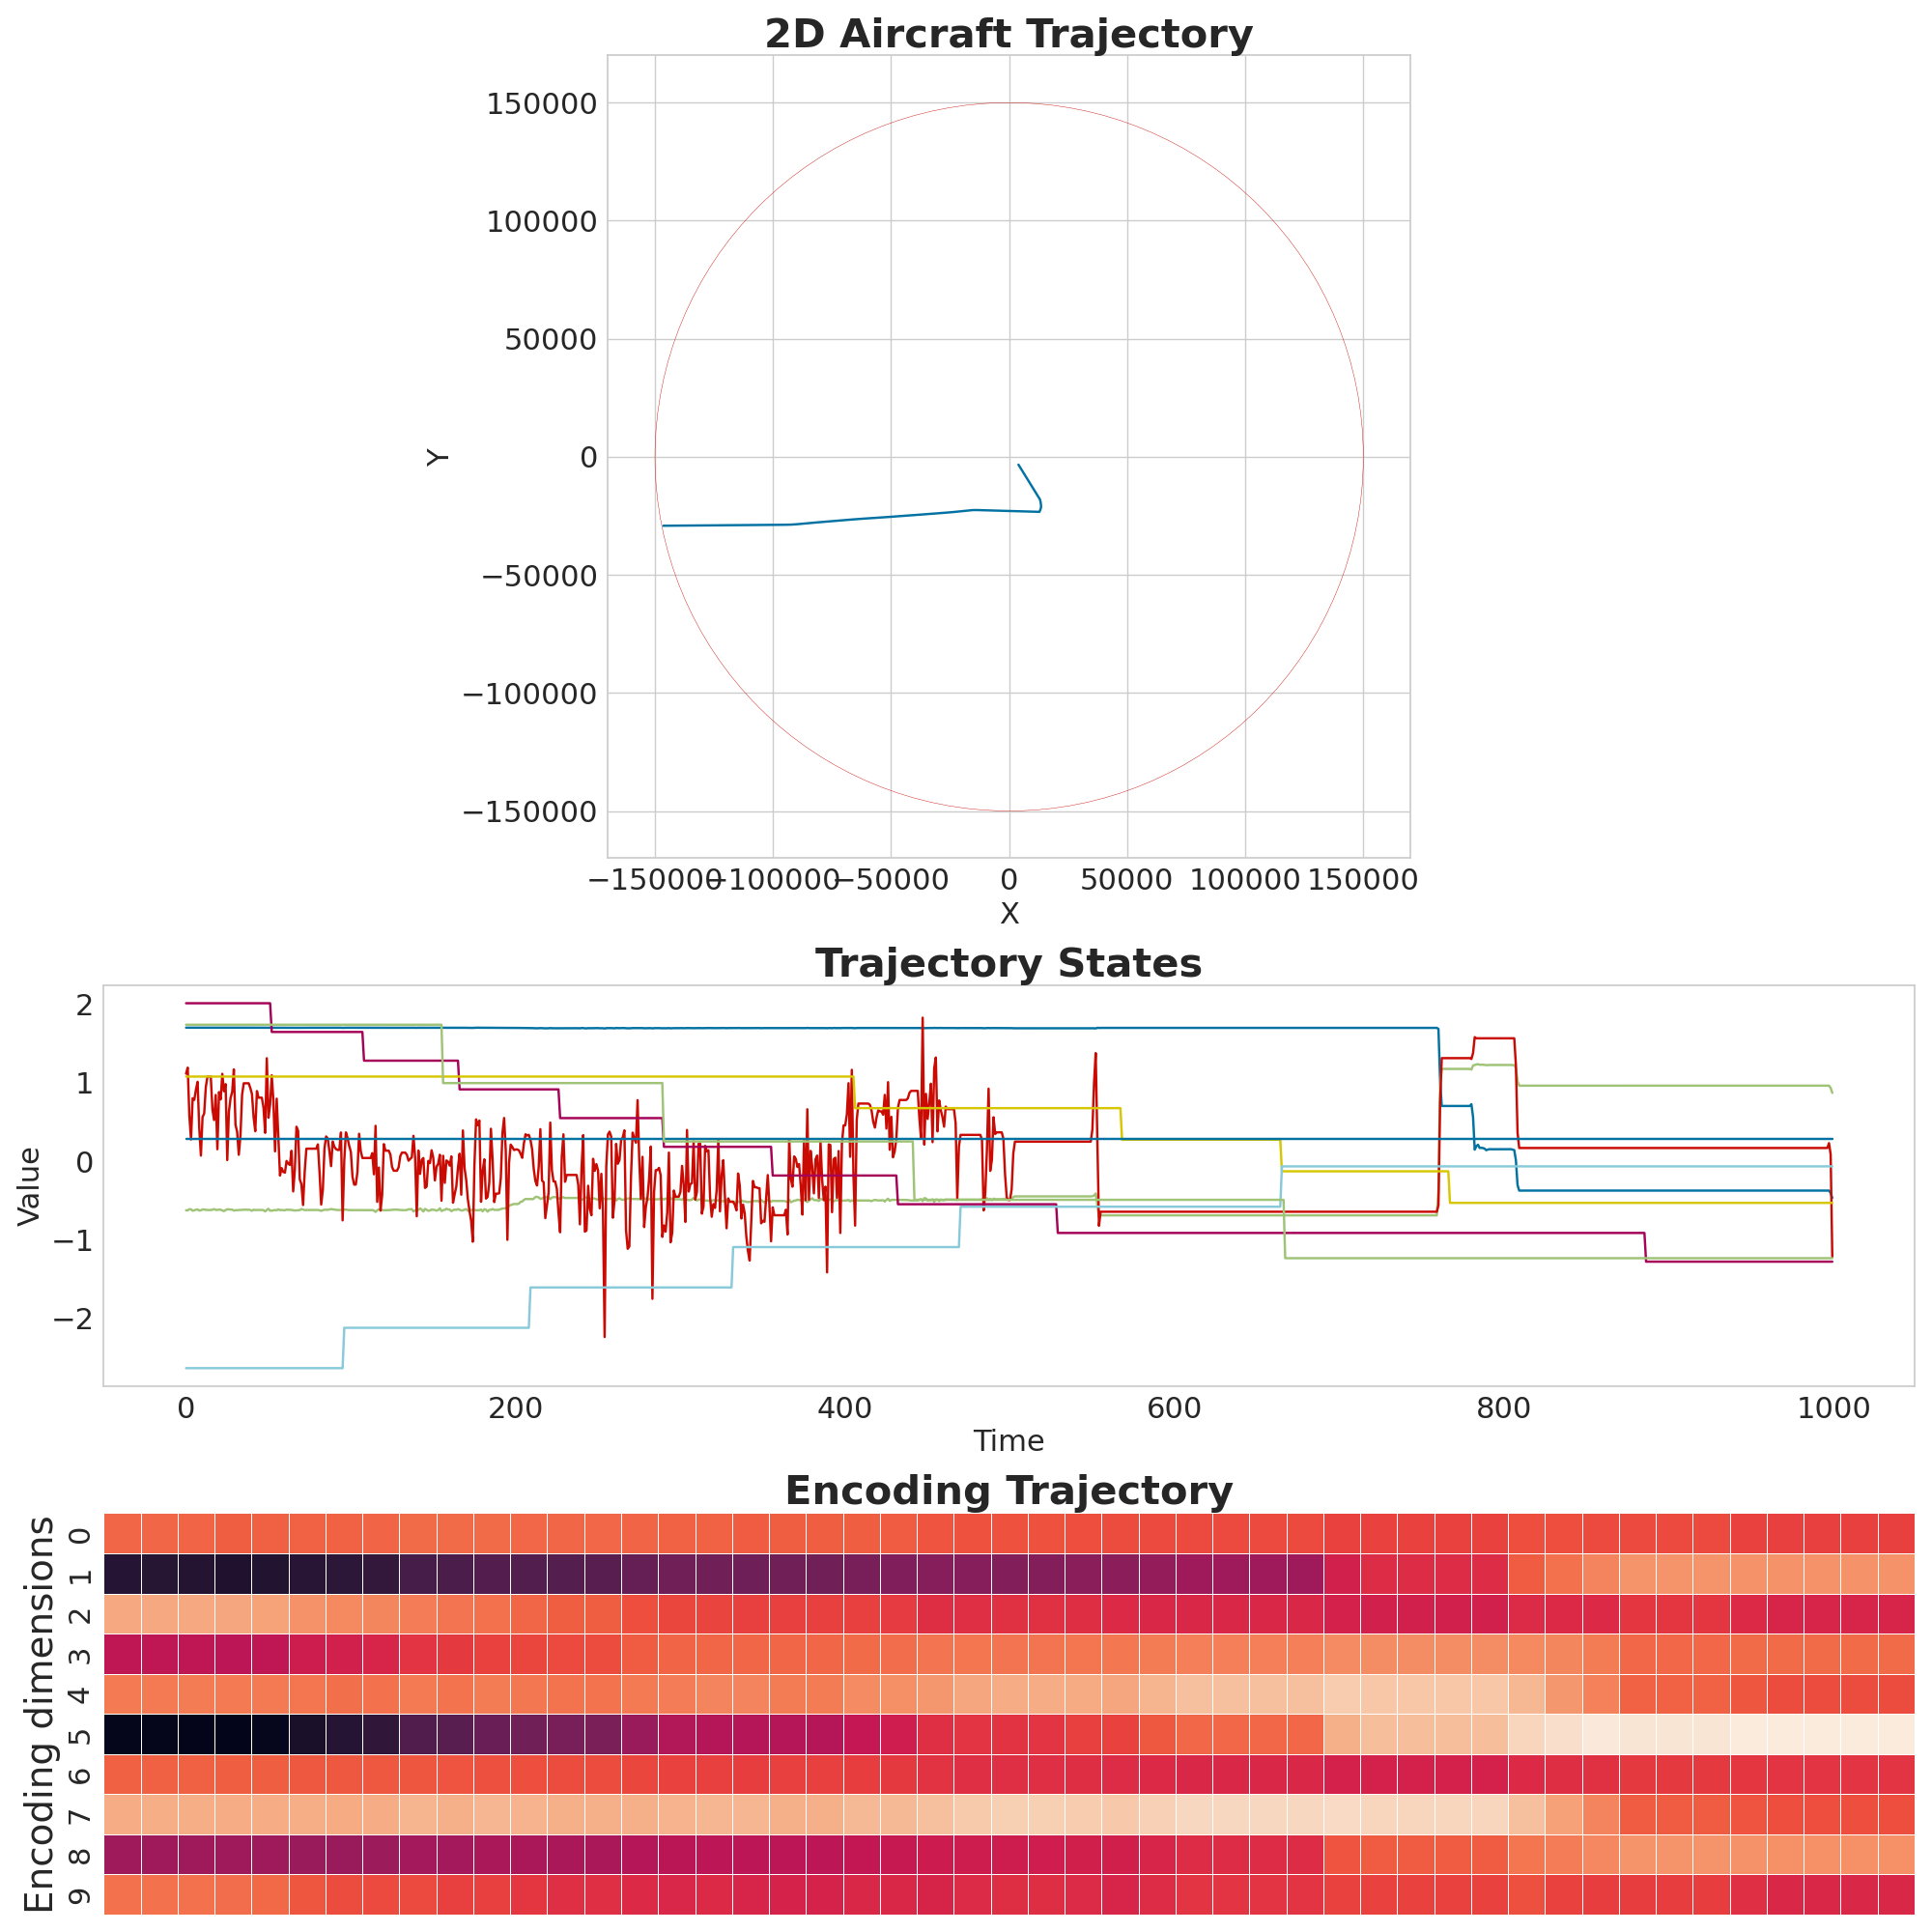 2D Aircraft Trajectory
150000
100000
50000
0
−50000
−100000
−150000
Y
−150000 −100000 −50000 0 50000 100000 150000
X
Trajectory States
2
1
0
−1
−2
Value
0 200 400 600 800 1000
Time
Encoding Trajectory
0
1
2
3
4
5
6
7
8
9
Encoding dimensions